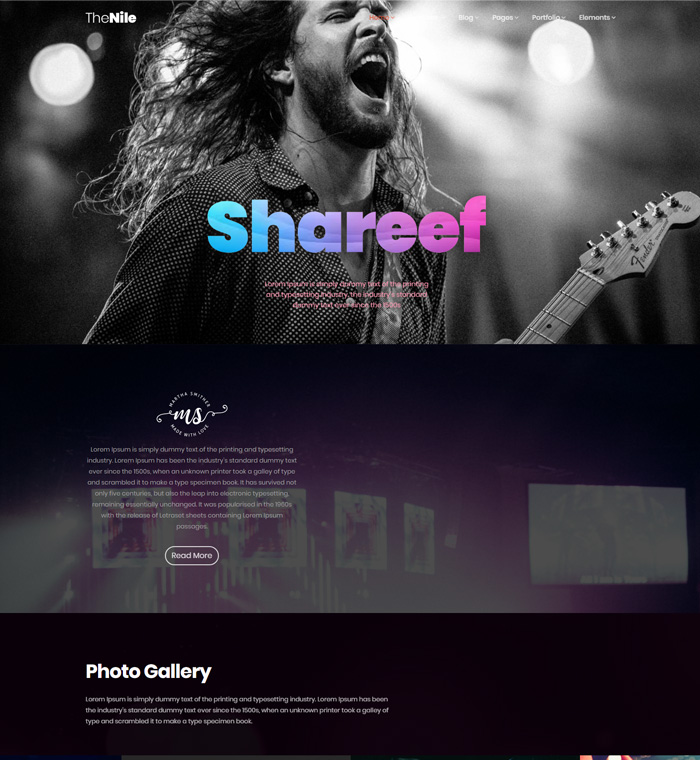 TheNile
Home Blog Pages Portfolio Elements
Shareef
Fender
Lorem Ipsum is simply dummy text of the printing
and typesetting industry, the industry's standard
dummy text ever since the 1500s
MARTHA SMITHER
ms
MADE WITH LOVE
Lorem Ipsum is simply dummy text of the printing and typesetting
industry. Lorem Ipsum has been the industry's standard dummy text
ever since the 1500s, when an unknown printer took a galley of type
and scrambled it to make a type specimen book. It has survived not
only five centuries, but also the leap into electronic typesetting,
remaining essentially unchanged. It was popularised in the 1960s
with the release of Letraset sheets containing Lorem Ipsum
passages.
Read More
Photo Gallery
Lorem Ipsum is simply dummy text of the printing and typesetting industry. Lorem Ipsum has been
the industry's standard dummy text ever since the 1500s, when an unknown printer took a galley of
type and scrambled it to make a type specimen book.